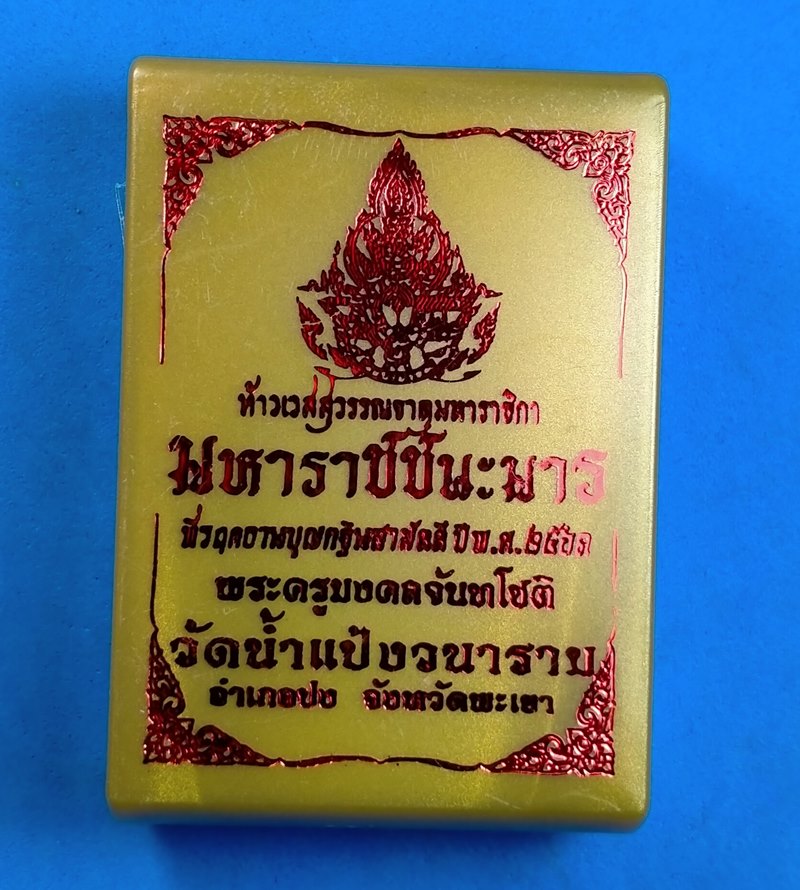 ท้าวเวสสุวรรณจาตุมหาราชิกา
มหาราชชนะมาร
ที่ระฤกงานบุญกฐินสามัคคี ปี พ.ศ.๒๕๖๑
พระครูมงคลจันทโชติ
วัดน้ำแป้งวนาราม
อำเภอปง จังหวัดพะเยา